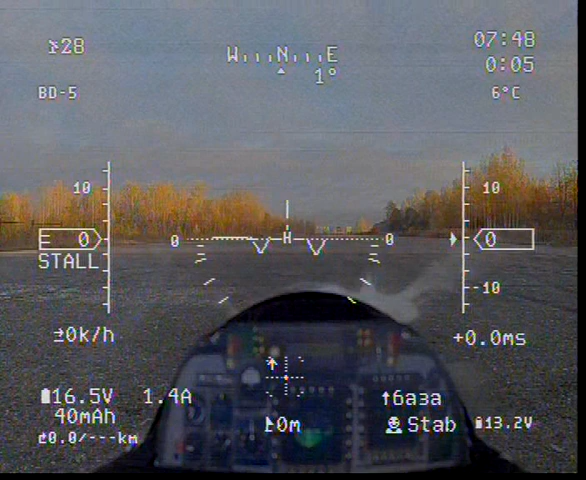 28
W N E
07:48
1°
0:05
BD-5
6°C
10
10
E 0
0
H
0
0
STALL
-10
±0k/h
+0.0ms
16.5V 1.4A
40mAh
±0.0/---km
0m
↑база
Stab
13.2V